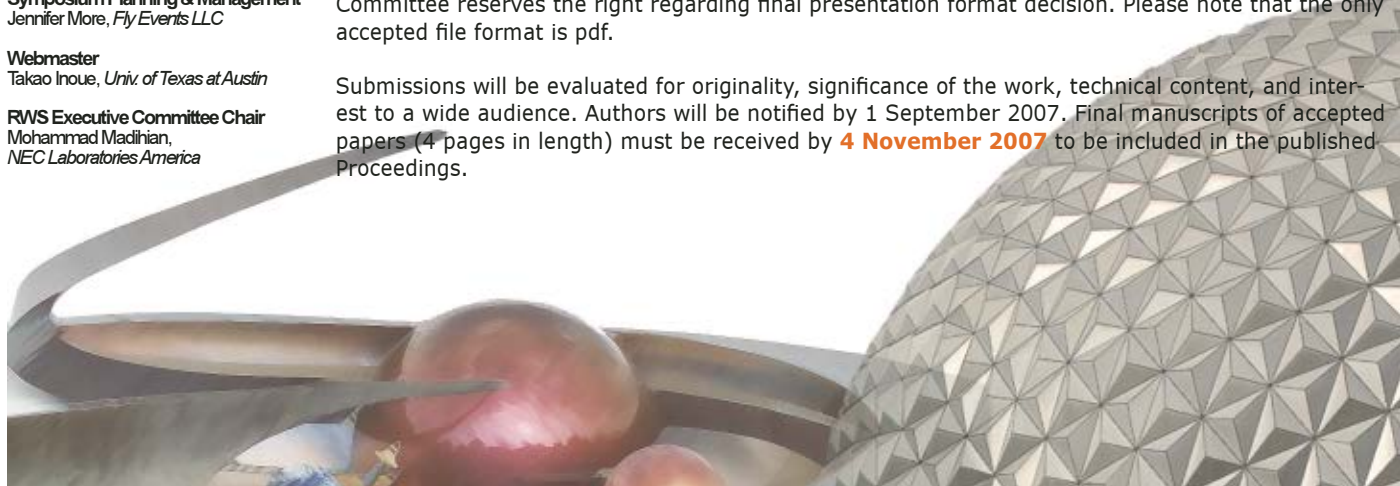 Symposium Planning & Management
Jennifer More, Fly Events LLC
Webmaster
Takao Inoue, Univ. of Texas at Austin
RWS Executive Committee Chair
Mohammad Madihian,
NEC Laboratories America
Committee reserves the right regarding final presentation format decision. Please note that the only
accepted file format is pdf.
Submissions will be evaluated for originality, significance of the work, technical content, and inter-
est to a wide audience. Authors will be notified by 1 September 2007. Final manuscripts of accepted
papers (4 pages in length) must be received by 4 November 2007 to be included in the published
Proceedings.